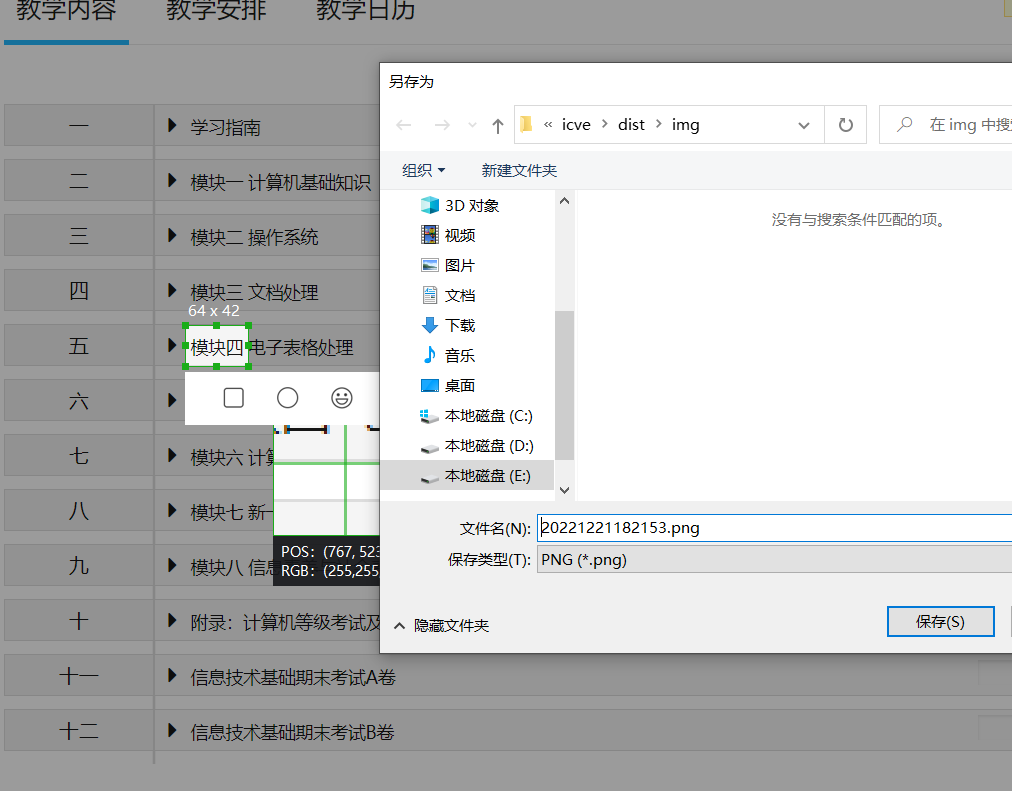 教学内容 教学安排 教学日历
一 学习指南
二 模块一 计算机基础知识
三 模块二 操作系统
四 模块三 文档处理
64 x 42
五 模块四 电子表格处理
六
七 模块六 计算
八 模块七 新一
九 模块八 信息
十 附录：计算机等级考试及
十一 信息技术基础期末考试A卷
十二 信息技术基础期末考试B卷
POS：(767, 523
RGB：(255,255,
另存为
« icve › dist › img
在 img 中搜
组织
新建文件夹
3D 对象
视频
图片
文档
下载
音乐
桌面
本地磁盘 (C:)
本地磁盘 (D:)
本地磁盘 (E:)
没有与搜索条件匹配的项。
文件名(N): 20221221182153.png
保存类型(T): PNG (*.png)
隐藏文件夹
保存(S)